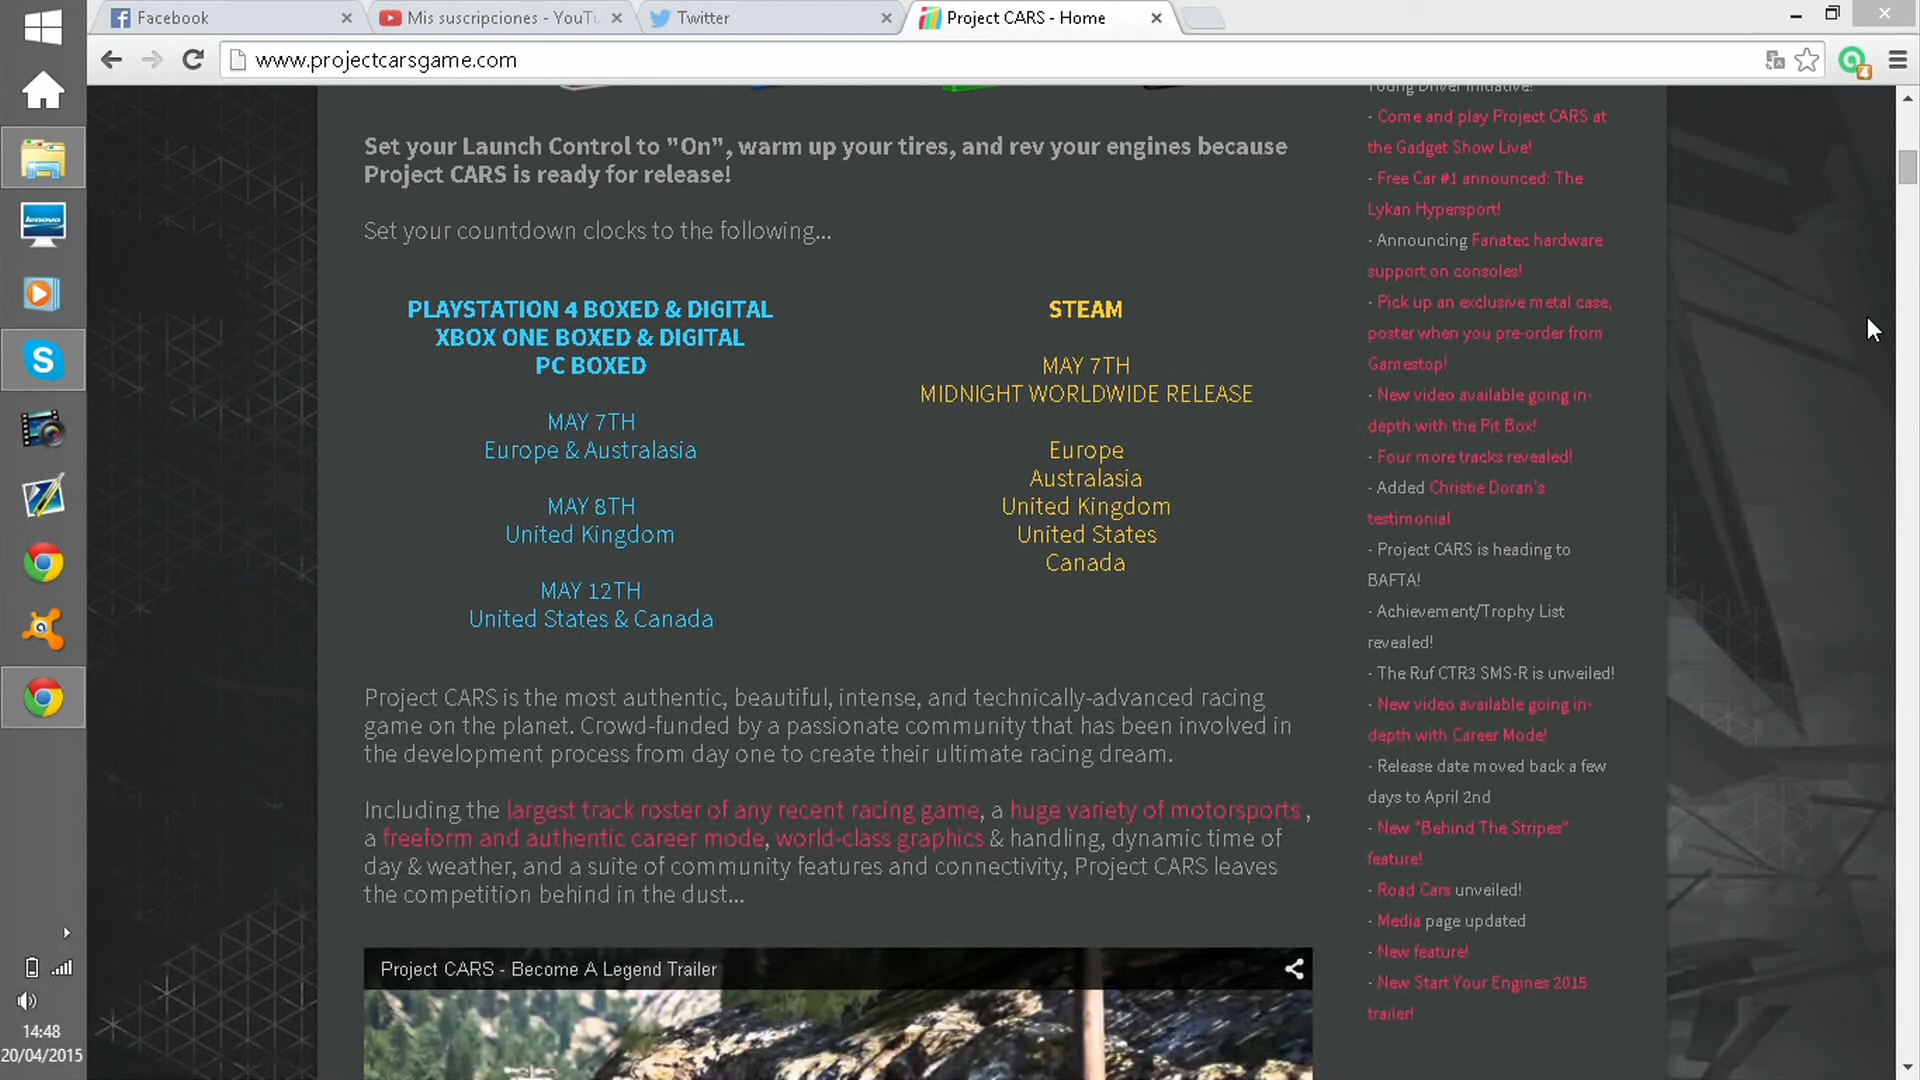 Facebook
Mis suscripciones - YouTu
Twitter
Project CARS - Home
www.projectcarsgame.com
Set your Launch Control to "On", warm up your tires, and rev your engines because
Project CARS is ready for release!
Set your countdown clocks to the following...
PLAYSTATION 4 BOXED & DIGITAL
XBOX ONE BOXED & DIGITAL
PC BOXED
MAY 7TH
Europe & Australasia
MAY 8TH
United Kingdom
MAY 12TH
United States & Canada
STEAM
MAY 7TH
MIDNIGHT WORLDWIDE RELEASE
Europe
Australasia
United Kingdom
United States
Canada
Project CARS is the most authentic, beautiful, intense, and technically-advanced racing
game on the planet. Crowd-funded by a passionate community that has been involved in
the development process from day one to create their ultimate racing dream.
Including the largest track roster of any recent racing game, a huge variety of motorsports ,
a freeform and authentic career mode, world-class graphics & handling, dynamic time of
day & weather, and a suite of community features and connectivity, Project CARS leaves
the competition behind in the dust...
Project CARS - Become A Legend Trailer
Young Driver Initiative!
- Come and play Project CARS at
the Gadget Show Live!
- Free Car #1 announced: The
Lykan Hypersport!
- Announcing Fanatec hardware
support on consoles!
- Pick up an exclusive metal case,
poster when you pre-order from
Gamestop!
- New video available going in-
depth with the Pit Box!
- Four more tracks revealed!
- Added Christie Doran's
testimonial
- Project CARS is heading to
BAFTA!
- Achievement/Trophy List
revealed!
- The Ruf CTR3 SMS-R is unveiled!
- New video available going in-
depth with Career Mode!
- Release date moved back a few
days to April 2nd
- New "Behind The Stripes"
feature!
- Road Cars unveiled!
- Media page updated
- New feature!
- New Start Your Engines 2015
trailer!
lenovo
14:48
20/04/2015